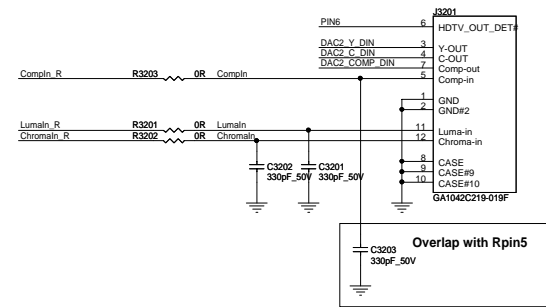 J3201
PIN6 6 HDTV_OUT_DET#
DAC2_Y_DIN 3 Y-OUT
DAC2_C_DIN 4 C-OUT
DAC2_COMP_DIN 7 Comp-out
CompIn_R R3203 0R CompIn 5 Comp-in
1 GND
2 GND#2
LumaIn_R R3201 0R LumaIn 11 Luma-in
ChromaIn_R R3202 0R ChromaIn 12 Chroma-in
8 CASE
9 CASE#9
10 CASE#10
GA1042C219-019F
C3202 C3201
330pF_50V 330pF_50V
Overlap with Rpin5
C3203
330pF_50V